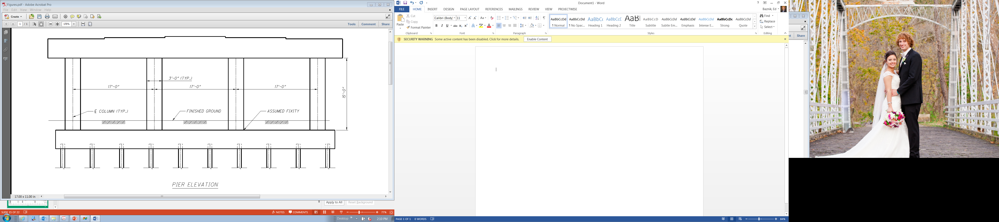 Figures.pdf - Adobe Acrobat Pro
File Edit View Window Help
Create
1 / 1 170% Tools Comment Share
3'-0" (TYP.)
17'-0" 17'-0" 17'-0"
15'-0"
℄ COLUMN (TYP.) FINISHED GROUND ASSUMED FIXITY
PIER ELEVATION
17.00 x 11.00 in
Apply to All Reset Background
SLIDE 15 OF 22 NOTES COMMENTS 77%
Desktop 2:10 PM
Document1 - Word
FILE HOME INSERT DESIGN PAGE LAYOUT REFERENCES MAILINGS REVIEW VIEW PROJECTWISE Baznik, Ed
Paste Cut
Copy
Format Painter
Clipboard
Calibri (Body) 11
Font
Paragraph
AaBbCcDd AaBbCcDd AaBbCc AaBbCcD AaBl AaBbCcD AaBbCcDd AaBbCcDd AaBbCcDd AaBbCcDc AaBbCcDd
¶ Normal ¶ No Spac... Heading 1 Heading 2 Title Subtitle Subtle Em... Emphasis Intense E... Strong Quote
Styles
Find
Replace
Select
Editing
SECURITY WARNING Some active content has been disabled. Click for more details. Enable Content
PAGE 1 OF 1 0 WORDS 84%
Share